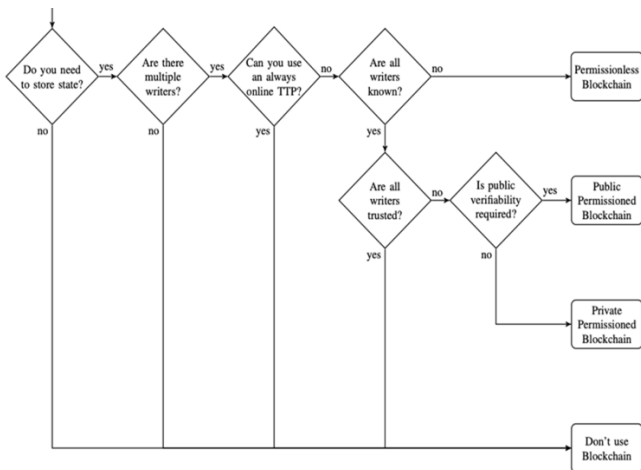 Do you need
to store state?
yes
no
Are there
multiple
writers?
yes
no
Can you use
an always
online TTP?
no
yes
Are all
writers
known?
no
yes
Permissionless
Blockchain
Are all
writers
trusted?
no
yes
Is public
verifiability
required?
yes
no
Public
Permissioned
Blockchain
Private
Permissioned
Blockchain
Don't use
Blockchain